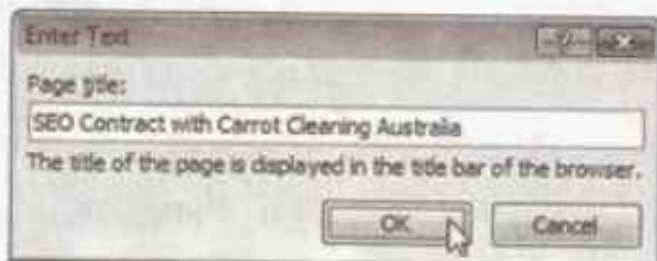 Enter Text
Page title:
SEO Contract with Carrot Cleaning Australia
The title of the page is displayed in the title bar of the browser.
OK Cancel